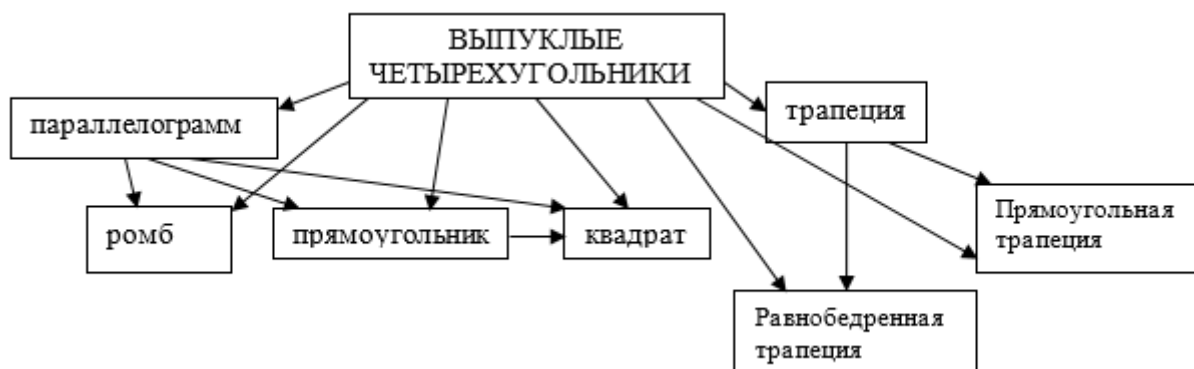 ВЫПУКЛЫЕ
ЧЕТЫРЕХУГОЛЬНИКИ
параллелограмм
трапеция
ромб
прямоугольник
квадрат
Прямоугольная
трапеция
Равнобедренная
трапеция